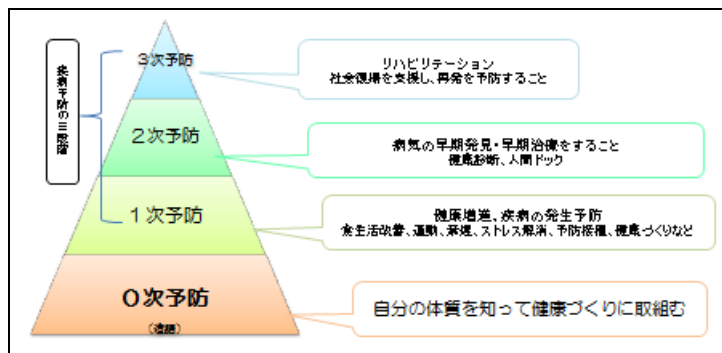 疾病予防の三段階
3次予防
リハビリテーション
社会復帰を支援し、再発を予防すること
2次予防
病気の早期発見・早期治療をすること
健康診断、人間ドック
1次予防
健康増進、疾病の発生予防
食生活改善、運動、禁煙、ストレス解消、予防接種、健康づくりなど
0次予防
(遺伝)
自分の体質を知って健康づくりに取組む